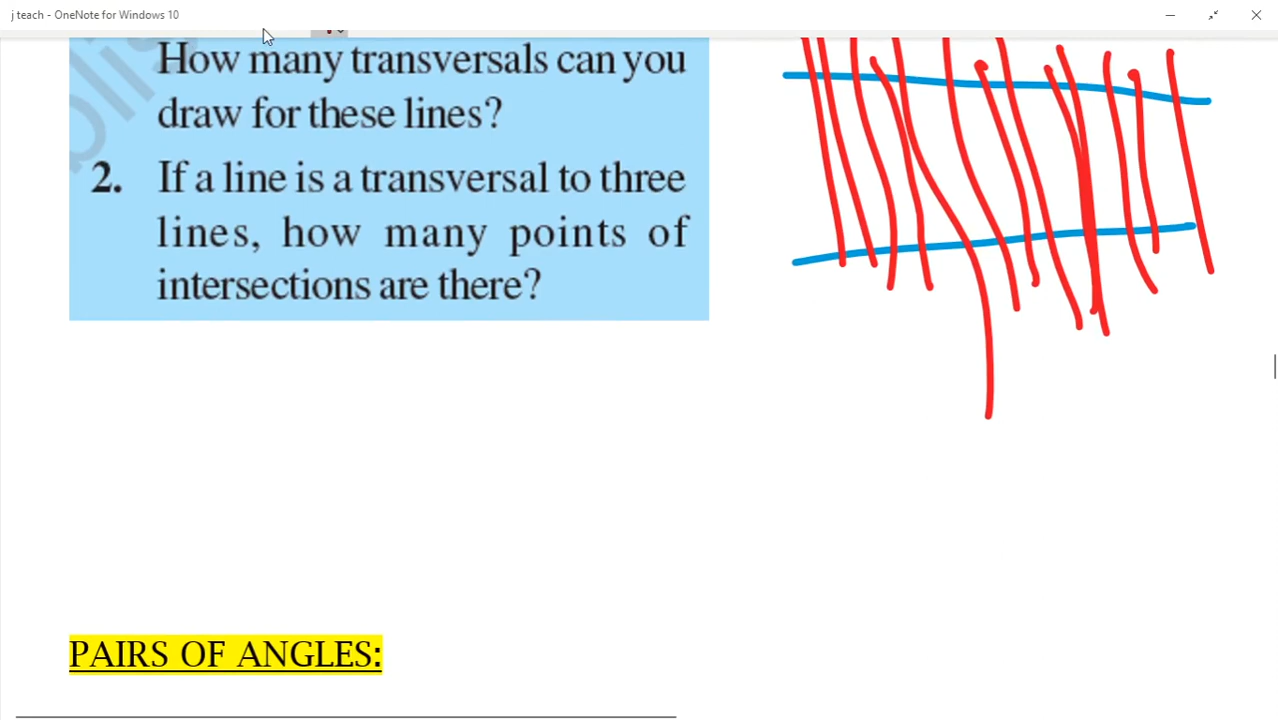 j teach - OneNote for Windows 10
How many transversals can you
draw for these lines?
2. If a line is a transversal to three
lines, how many points of
intersections are there?
PAIRS OF ANGLES: